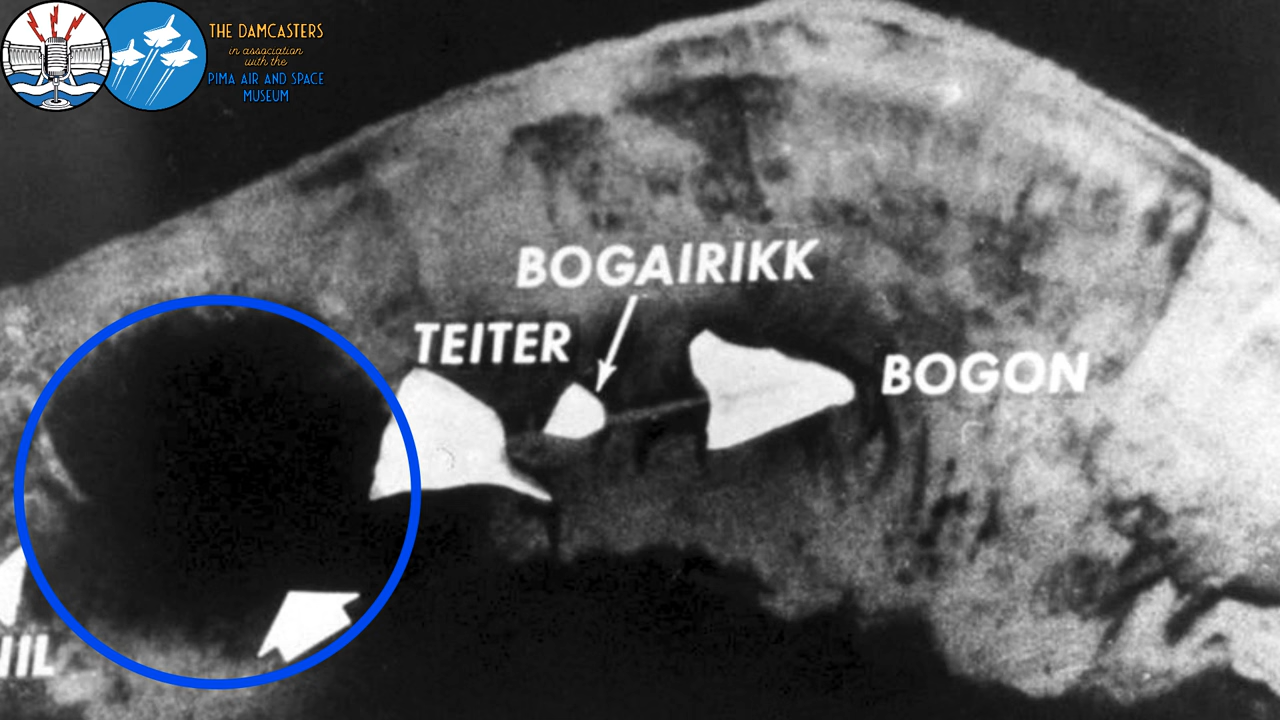 THE DAMCASTERS
in association
with the
PIMA AIR AND SPACE
MUSEUM
BOGAIRIKK
TEITER
BOGON